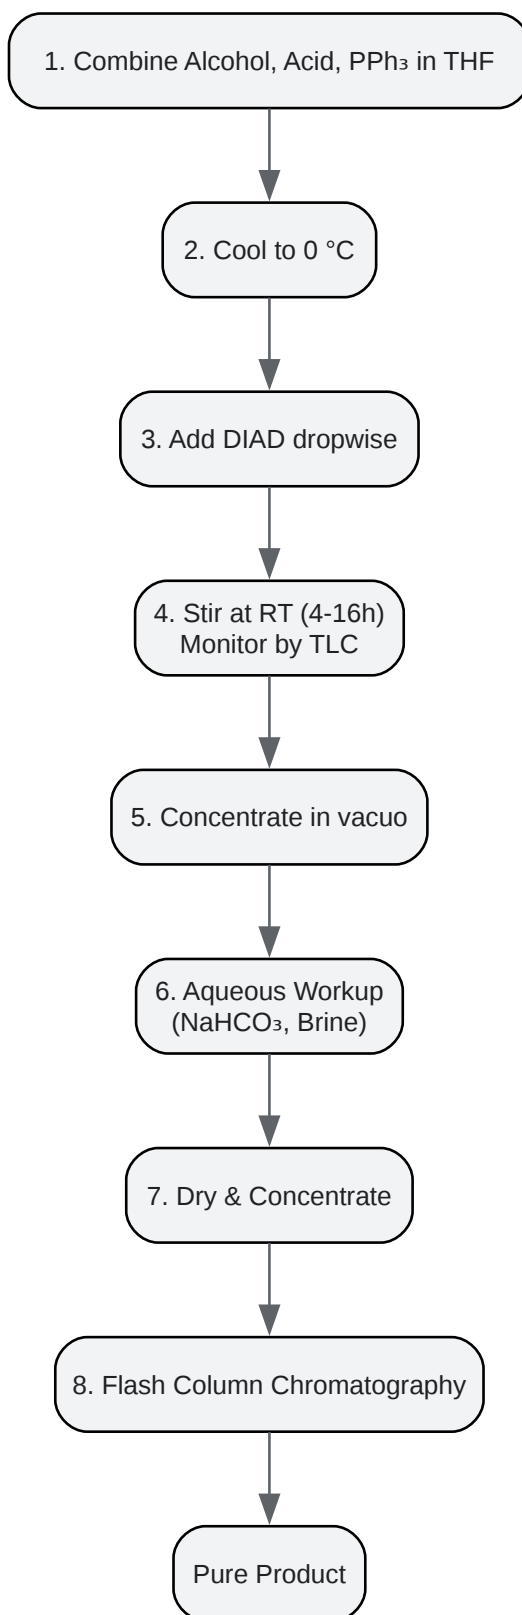 1. Combine Alcohol, Acid, PPh₃ in THF
2. Cool to 0 °C
3. Add DIAD dropwise
4. Stir at RT (4-16h)
Monitor by TLC
5. Concentrate in vacuo
6. Aqueous Workup
(NaHCO₃, Brine)
7. Dry & Concentrate
8. Flash Column Chromatography
Pure Product